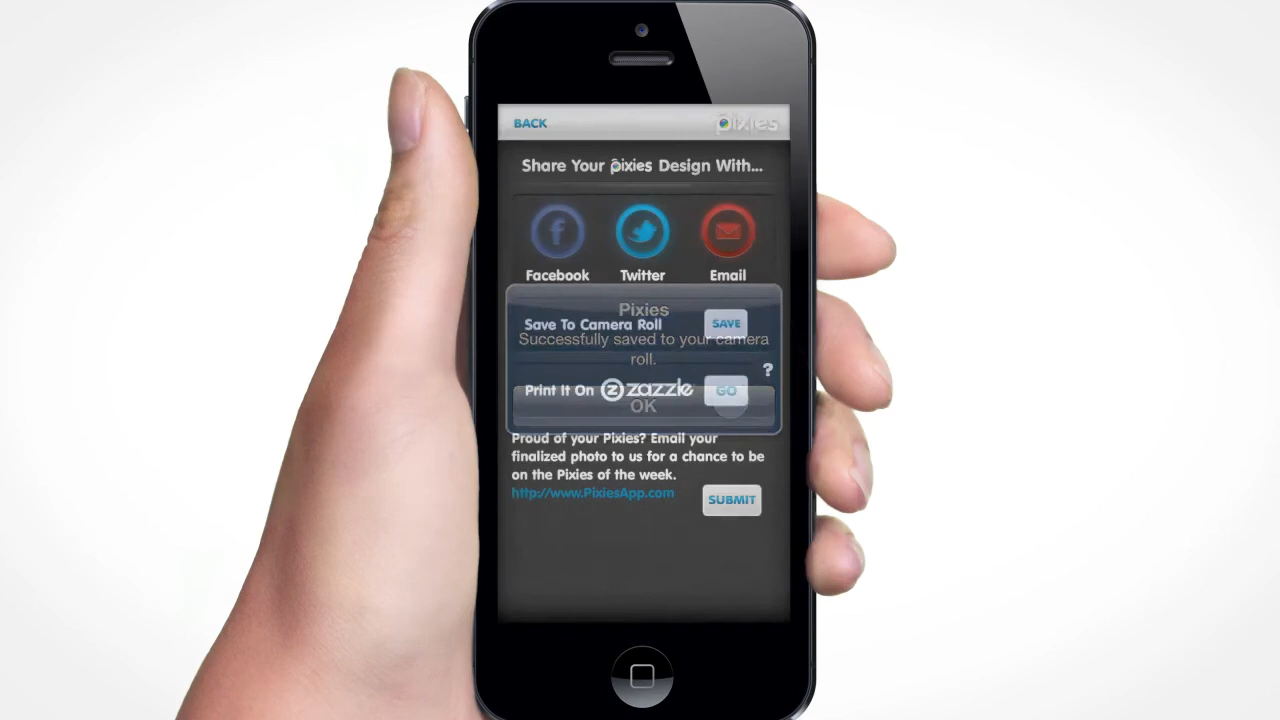 BACK
pixies
Share Your pixies Design With...
Facebook
Twitter
Email
Pixies
Save To Camera Roll
SAVE
Successfully saved to your camera
roll.
?
Print It On zazzle
GO
OK
Proud of your Pixies? Email your
finalized photo to us for a chance to be
on the Pixies of the week.
http://www.PixiesApp.com
SUBMIT